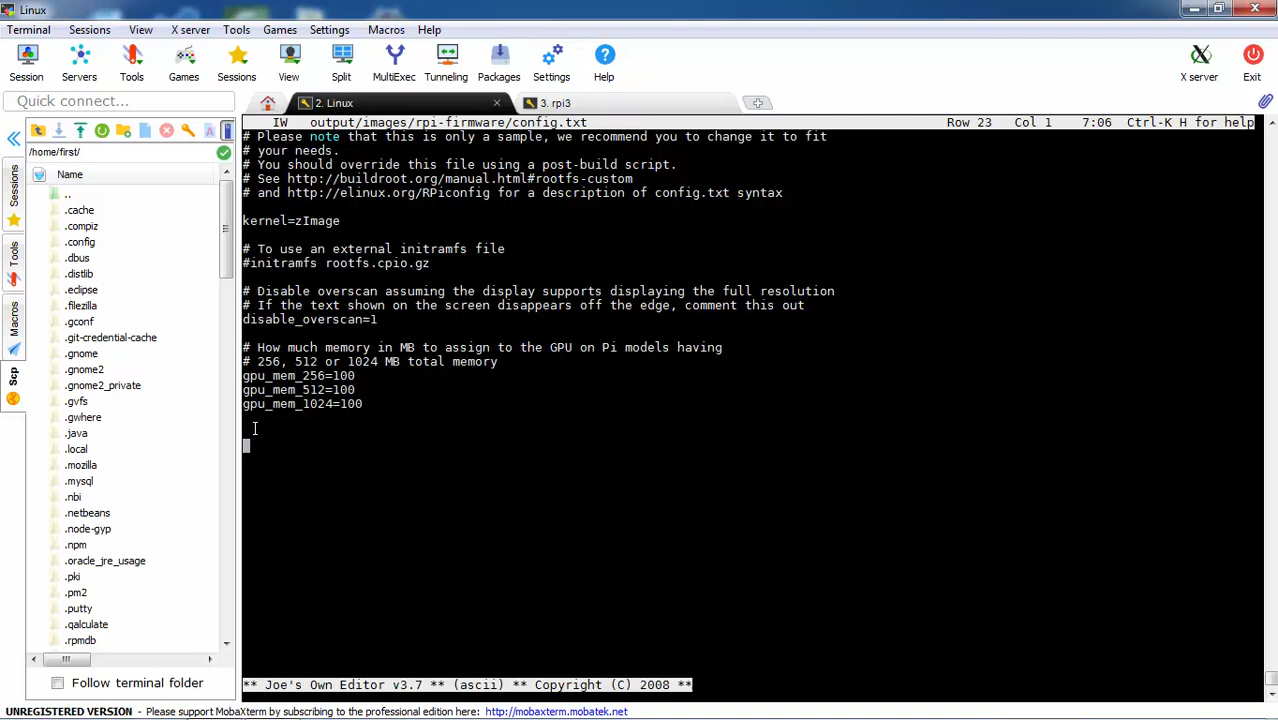 Linux
Terminal Sessions View X server Tools Games Settings Macros Help
Session Servers Tools Games Sessions View Split MultiExec Tunneling Packages Settings Help X server Exit
Quick connect...
2. Linux
3. rpi3
/home/first/
Name
..
.cache
.compiz
.config
.dbus
.distlib
.eclipse
.filezilla
.gconf
.git-credential-cache
.gnome
.gnome2
.gnome2_private
.gvfs
.gwhere
.java
.local
.mozilla
.mysql
.nbi
.netbeans
.node-gyp
.npm
.oracle_jre_usage
.pki
.pm2
.putty
.qalculate
.rpmdb
Follow terminal folder
Sessions
Tools
Macros
Scp
IW output/images/rpi-firmware/config.txt Row 23 Col 1 7:06 Ctrl-K H for help
# Please note that this is only a sample, we recommend you to change it to fit
# your needs.
# You should override this file using a post-build script.
# See http://buildroot.org/manual.html#rootfs-custom
# and http://elinux.org/RPiconfig for a description of config.txt syntax
kernel=zImage
# To use an external initramfs file
#initramfs rootfs.cpio.gz
# Disable overscan assuming the display supports displaying the full resolution
# If the text shown on the screen disappears off the edge, comment this out
disable_overscan=1
# How much memory in MB to assign to the GPU on Pi models having
# 256, 512 or 1024 MB total memory
gpu_mem_256=100
gpu_mem_512=100
gpu_mem_1024=100
** Joe's Own Editor v3.7 ** (ascii) ** Copyright (C) 2008 **
UNREGISTERED VERSION - Please support MobaXterm by subscribing to the professional edition here: http://mobaxterm.mobatek.net